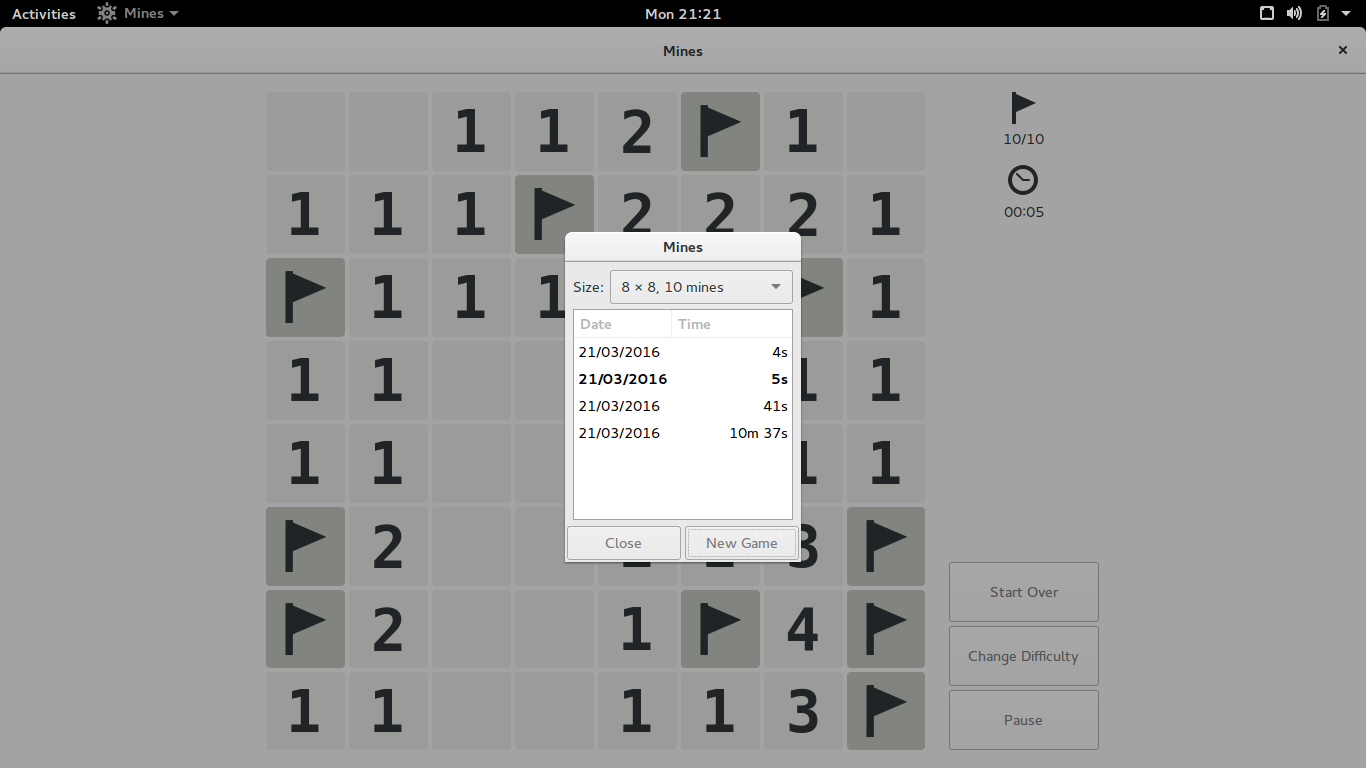 Activities Mines Mon 21:21
Mines
1 1 2 1
10/10
1 1 1 2 2 2 1
00:05
Mines
Size: 8 × 8, 10 mines
1 1 1 1 1
Date Time
21/03/2016 4s
21/03/2016 5s
1 1 1 1
21/03/2016 41s
21/03/2016 10m 37s
1 1 1 1
Close New Game
2 3
Start Over
2 1 4
Change Difficulty
1 1 1 1 3
Pause